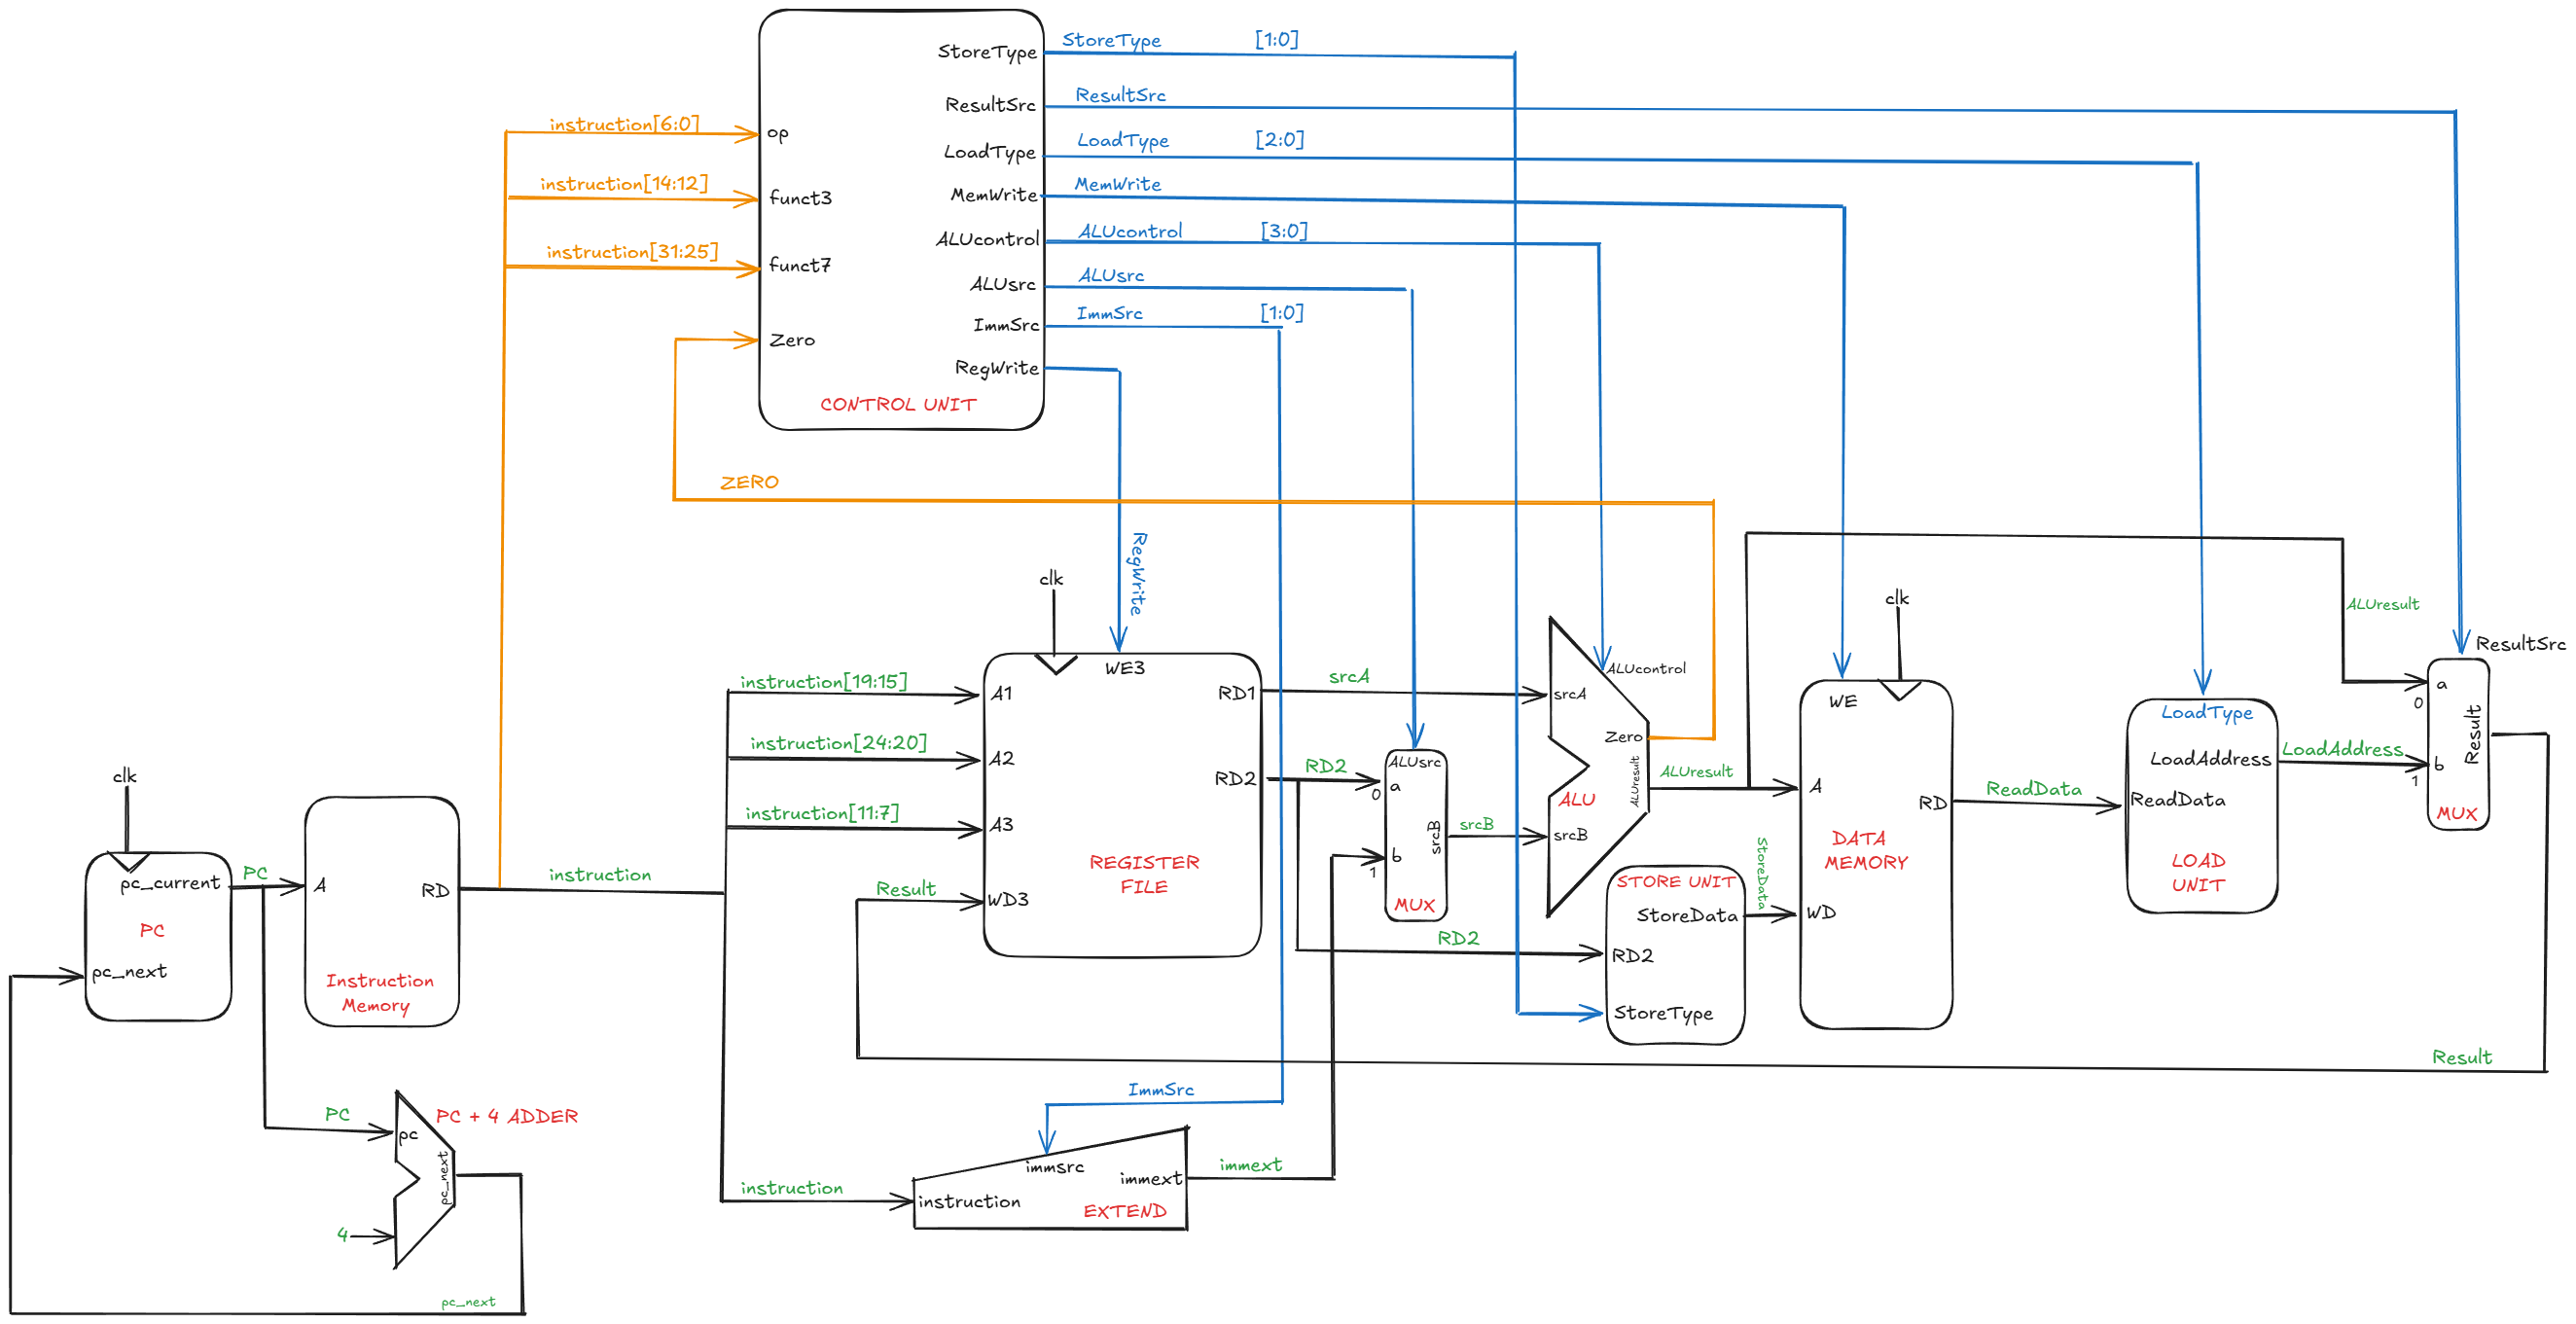 StoreType
StoreType [1:0]
ResultSrc
ResultSrc
instruction[6:0]
op
LoadType
LoadType [2:0]
instruction[14:12]
funct3
MemWrite
MemWrite
ALUcontrol
ALUcontrol [3:0]
instruction[31:25]
funct7
ALUsrc
ALUsrc
ImmSrc
ImmSrc [1:0]
Zero
RegWrite
CONTROL UNIT
ZERO
RegWrite
clk
clk
ALUresult
ResultSrc
WE3
instruction[19:15]
A1
RD1
srcA
srcA
ALUcontrol
WE
a
0
LoadType
Result
instruction[24:20]
A2
RD2
RD2
ALUsrc
a
0
Zero
ALUresult
ALUresult
A
LoadAddress
LoadAddress
b
1
clk
instruction[11:7]
A3
srcB
srcB
srcB
ALU
RD
ReadData
ReadData
MUX
DATA
MEMORY
StoreData
b
1
REGISTER
FILE
LOAD
UNIT
pc_current
PC
A
RD
instruction
Result
WD3
MUX
STORE UNIT
StoreData
WD
PC
RD2
RD2
pc_next
Instruction
Memory
StoreType
Result
ImmSrc
PC
pc
PC + 4 ADDER
pc_next
immsrc
immext
immext
instruction
instruction
EXTEND
4
pc_next